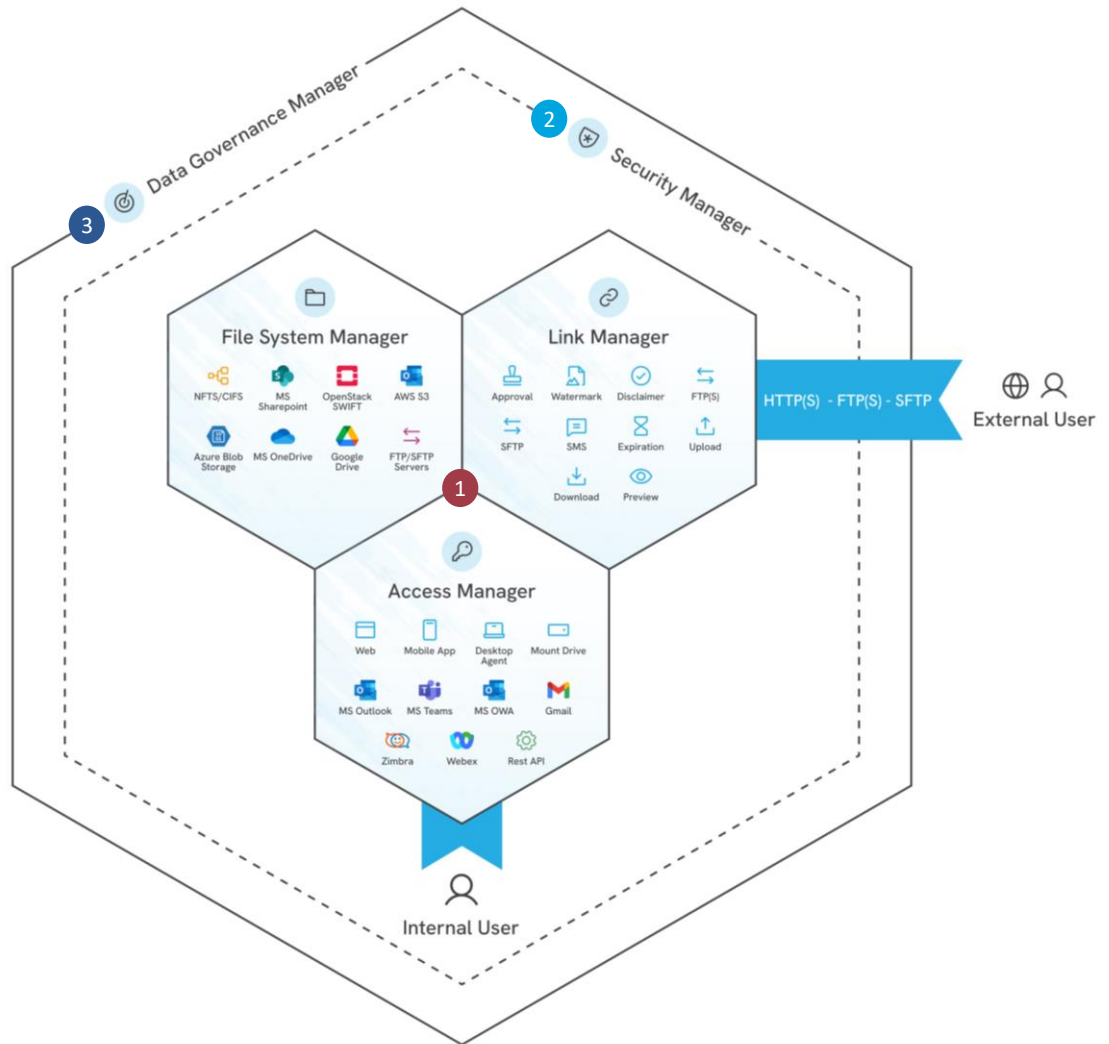 Data Governance Manager
2
Security Manager
3
File System Manager
NFTS/CIFS
MS
Sharepoint
OpenStack
SWIFT
AWS S3
Azure Blob
Storage
MS OneDrive
Google
Drive
FTP/SFTP
Servers
Link Manager
Approval
Watermark
Disclaimer
FTP(S)
SFTP
SMS
Expiration
Upload
Download
Preview
HTTP(S) - FTP(S) - SFTP
External User
1
Access Manager
Web
Mobile App
Desktop
Agent
Mount Drive
MS Outlook
MS Teams
MS OWA
Gmail
Zimbra
Webex
Rest API
Internal User